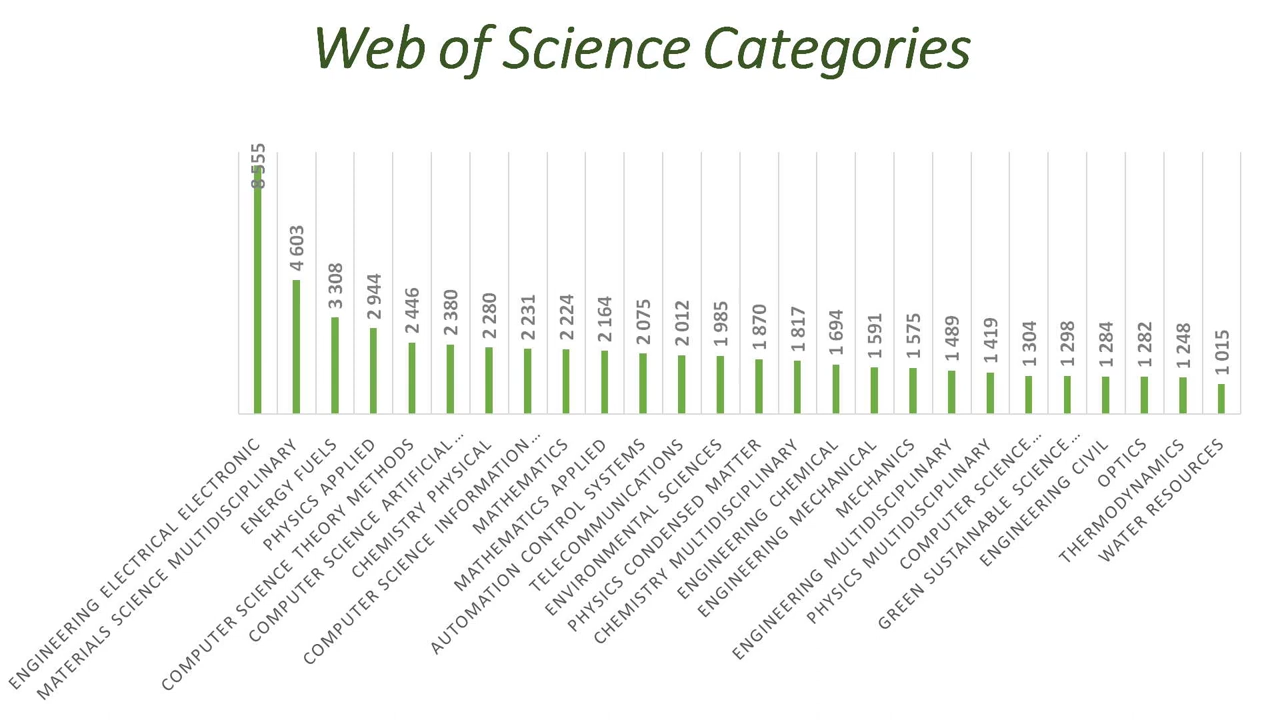 Web of Science Categories
8 555
4 603
3 308
2 944
2 446
2 380
2 280
2 231
2 224
2 164
2 075
2 012
1 985
1 870
1 817
1 694
1 591
1 575
1 489
1 419
1 304
1 298
1 284
1 282
1 248
1 015
ENGINEERING ELECTRICAL ELECTRONIC
MATERIALS SCIENCE MULTIDISCIPLINARY
ENERGY FUELS
PHYSICS APPLIED
COMPUTER SCIENCE THEORY METHODS
COMPUTER SCIENCE ARTIFICIAL…
CHEMISTRY PHYSICAL
COMPUTER SCIENCE INFORMATION…
MATHEMATICS
MATHEMATICS APPLIED
AUTOMATION CONTROL SYSTEMS
TELECOMMUNICATIONS
ENVIRONMENTAL SCIENCES
PHYSICS CONDENSED MATTER
CHEMISTRY MULTIDISCIPLINARY
ENGINEERING CHEMICAL
ENGINEERING MECHANICAL
MECHANICS
ENGINEERING MULTIDISCIPLINARY
PHYSICS MULTIDISCIPLINARY
COMPUTER SCIENCE…
GREEN SUSTAINABLE SCIENCE…
ENGINEERING CIVIL
OPTICS
THERMODYNAMICS
WATER RESOURCES